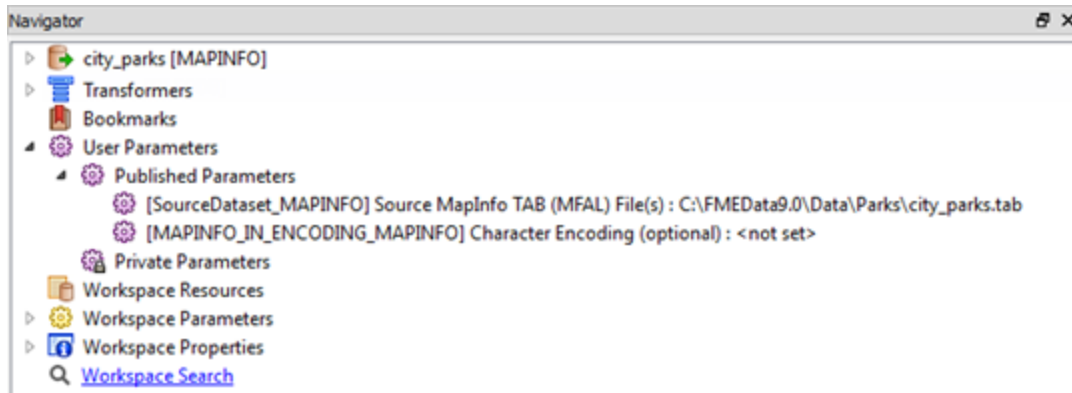 Navigator
city_parks [MAPINFO]
Transformers
Bookmarks
User Parameters
Published Parameters
[SourceDataset_MAPINFO] Source MapInfo TAB (MFAL) File(s) : C:\FMEData9.0\Data\Parks\city_parks.tab
[MAPINFO_IN_ENCODING_MAPINFO] Character Encoding (optional) : <not set>
Private Parameters
Workspace Resources
Workspace Parameters
Workspace Properties
Workspace Search